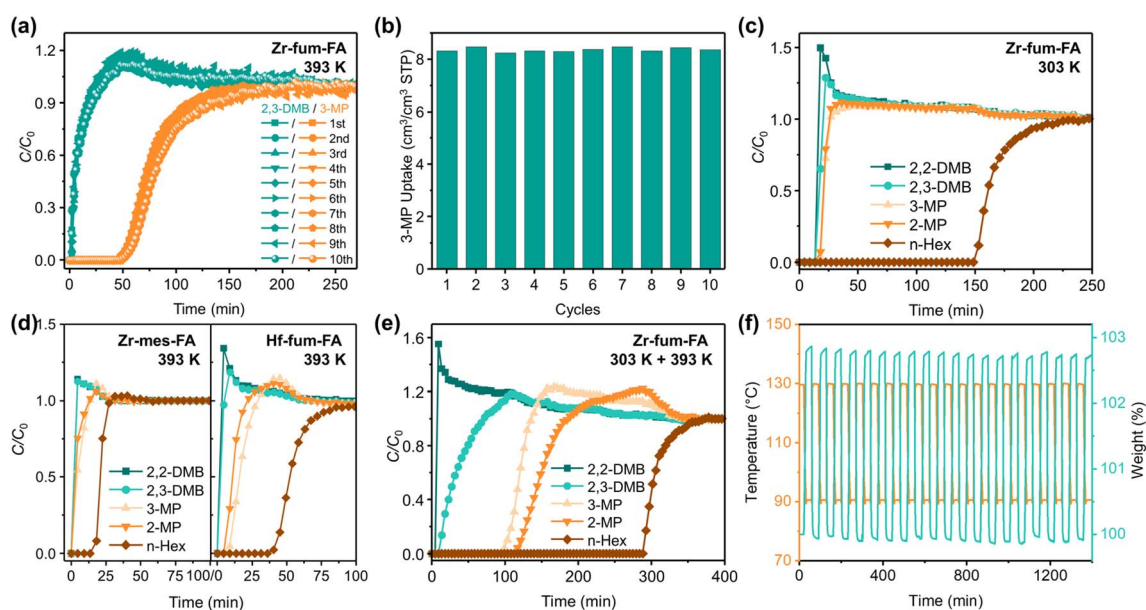 (a)
Zr-fum-FA
393 K
2,3-DMB / 3-MP
/ 1st
/ 2nd
/ 3rd
/ 4th
/ 5th
/ 6th
/ 7th
/ 8th
/ 9th
/ 10th
C/C0
1.2
0.9
0.6
0.3
0.0
0 50 100 150 200 250
Time (min)
(b)
3-MP Uptake (cm³/cm³ STP)
8
6
4
2
0
1 2 3 4 5 6 7 8 9 10
Cycles
(c)
Zr-fum-FA
303 K
2,2-DMB
2,3-DMB
3-MP
2-MP
n-Hex
C/C0
1.5
1.0
0.5
0.0
0 50 100 150 200 250
Time (min)
(d)
Zr-mes-FA
393 K
Hf-fum-FA
393 K
2,2-DMB
2,3-DMB
3-MP
2-MP
n-Hex
C/C0
1.5
1.0
0.5
0.0
0 25 50 75 100
0 25 50 75 100
Time (min)
(e)
Zr-fum-FA
303 K + 393 K
2,2-DMB
2,3-DMB
3-MP
2-MP
n-Hex
C/C0
1.6
1.2
0.8
0.4
0.0
0 100 200 300 400
Time (min)
(f)
Temperature (°C)
150
130
110
90
70
Weight (%)
103
102
101
100
0 400 800 1200
Time (min)